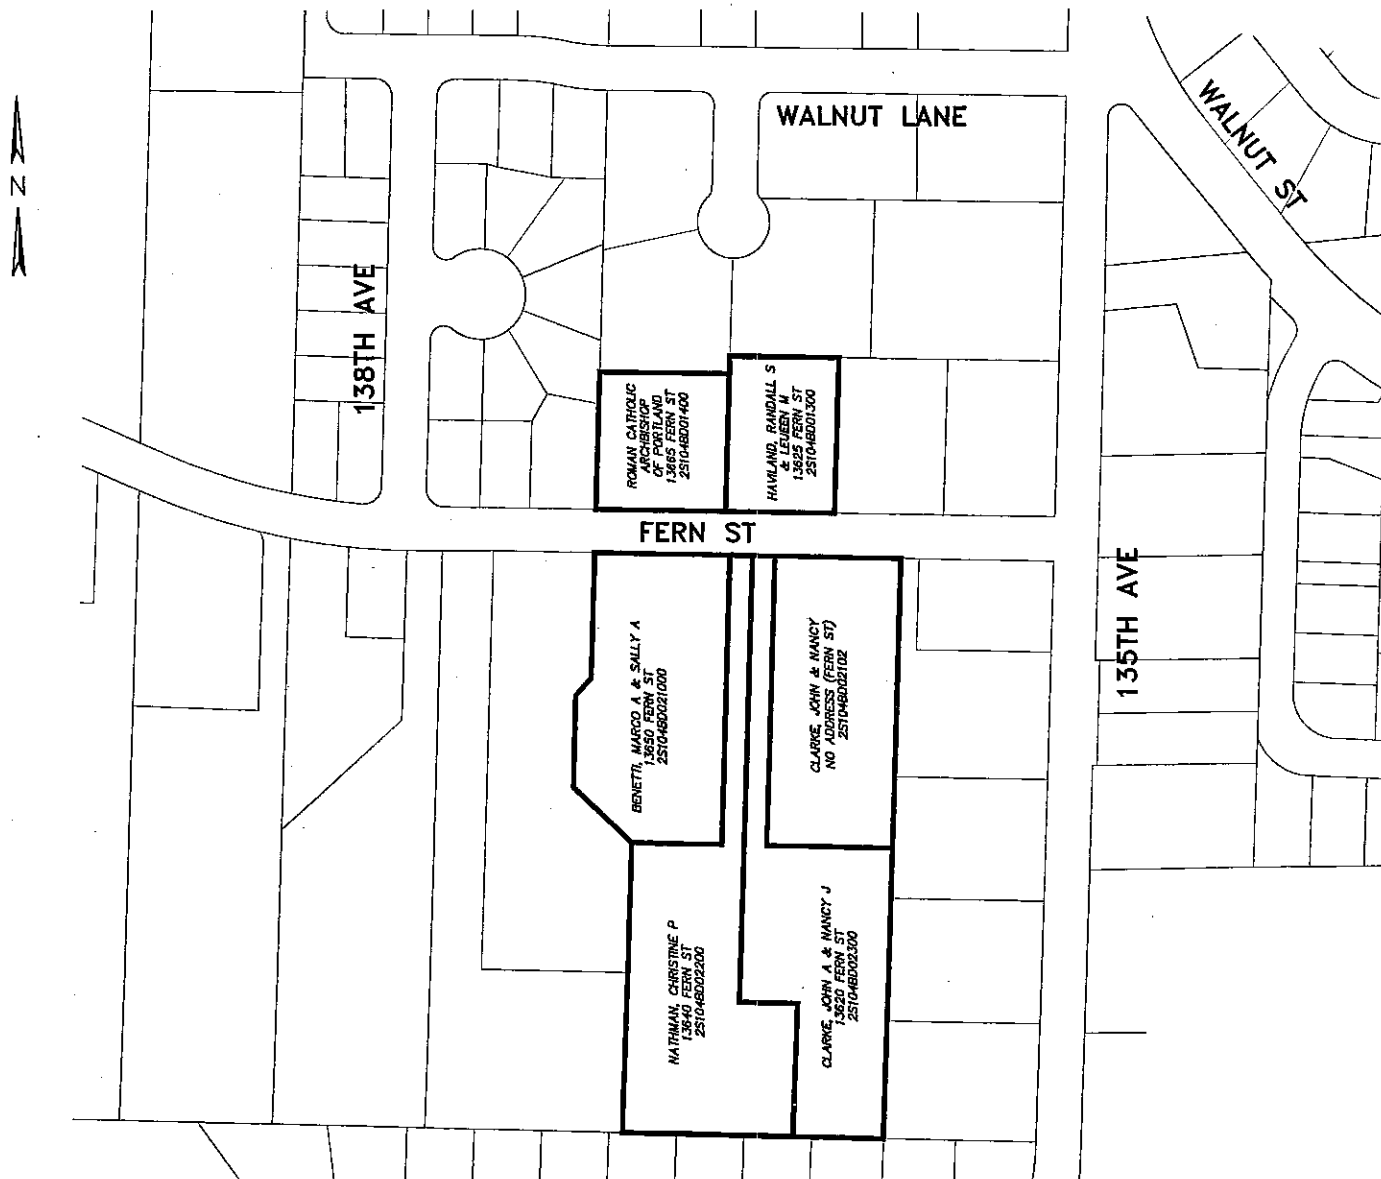 WALNUT LANE
WALNUT ST
N
138TH AVE
ROMAN CATHOLIC
ARCHBISHOP
OF PORTLAND
13665 FERN ST
2S104BD01400
HAVILAND, RANDALL S
& LEUEEN M
13625 FERN ST
2S104BD01300
FERN ST
135TH AVE
BENETTI, MARCO A & SALLY A
13650 FERN ST
2S104BD021000
CLARKE, JOHN & NANCY
NO ADDRESS (FERN ST)
2S104BD02102
NATHMAN, CHRISTINE P
13640 FERN ST
2S104BD02200
CLARKE, JOHN A & NANCY J
13620 FERN ST
2S104BD02300